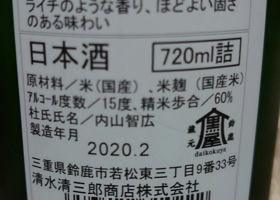 ライチのような香り、ほどよい固さ
のある味わい
日本酒 720ml詰
原材料／米(国産)、米麹(国産米)
アルコール度数／15度、精米歩合／60%
杜氏氏名／内山智広
製造年月
2020.2
蔵元 鈴鹿
daikokuya
三重県鈴鹿市若松東三丁目9番33号
清水清三郎商店株式会社